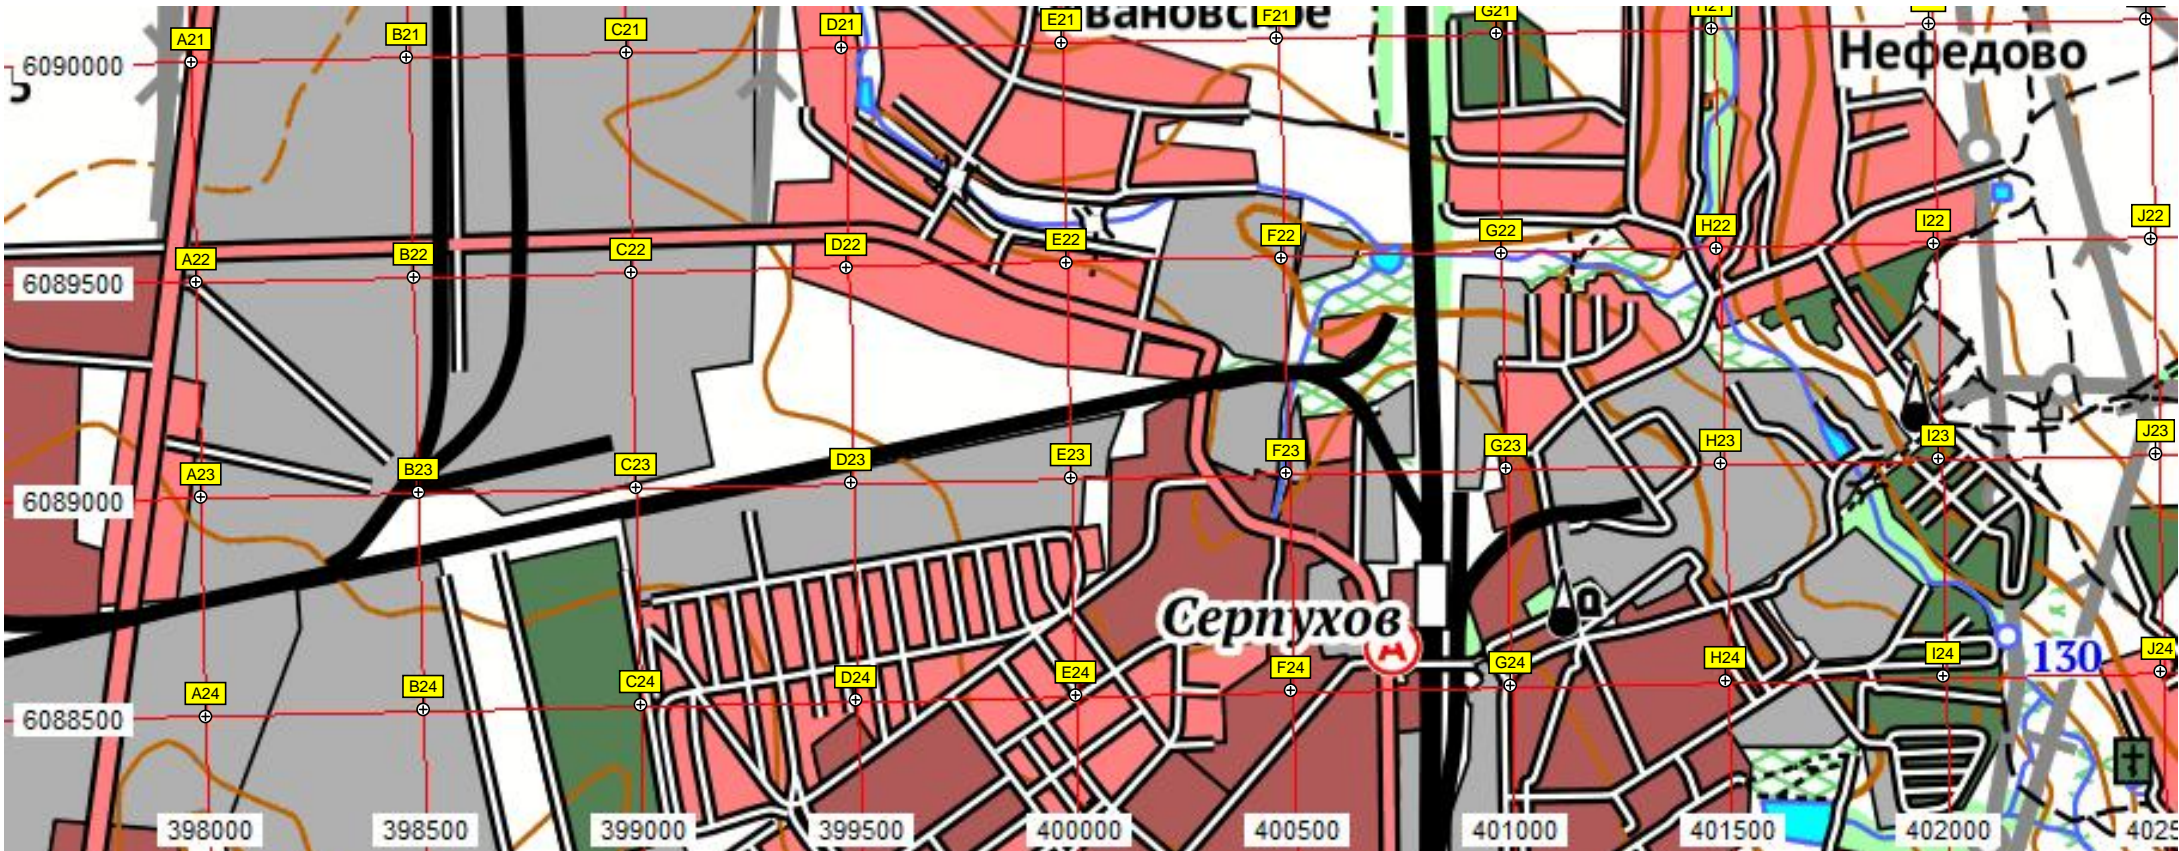 A21 B21 C21 D21 E21 F21 G21 H21
Нефедово
6090000
A22 B22 C22 D22 E22 F22 G22 H22 I22 J22
6089500
A23 B23 C23 D23 E23 F23 G23 H23 I23 J23
6089000
Серпухов
А
130
A24 B24 C24 D24 E24 F24 G24 H24 I24 J24
6088500
398000 398500 399000 399500 400000 400500 401000 401500 402000 4025